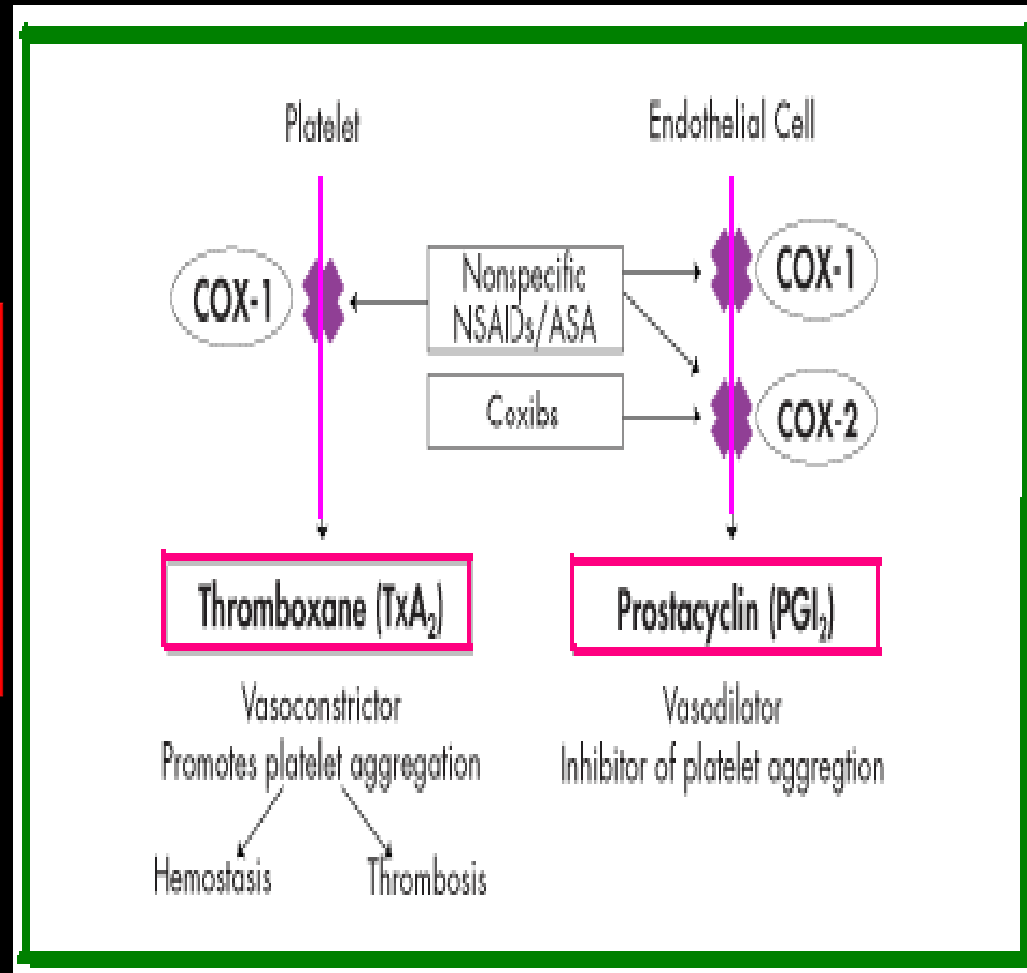 Platelet
Endothelial Cell
COX-1
Nonspecific
NSAIDs/ASA
COX-1
Coxibs
COX-2
Thromboxane (TxA₂)
Prostacyclin (PGI₂)
Vasoconstrictor
Promotes platelet aggregation
Vasodilator
Inhibitor of platelet aggregtion
Hemostasis
Thrombosis